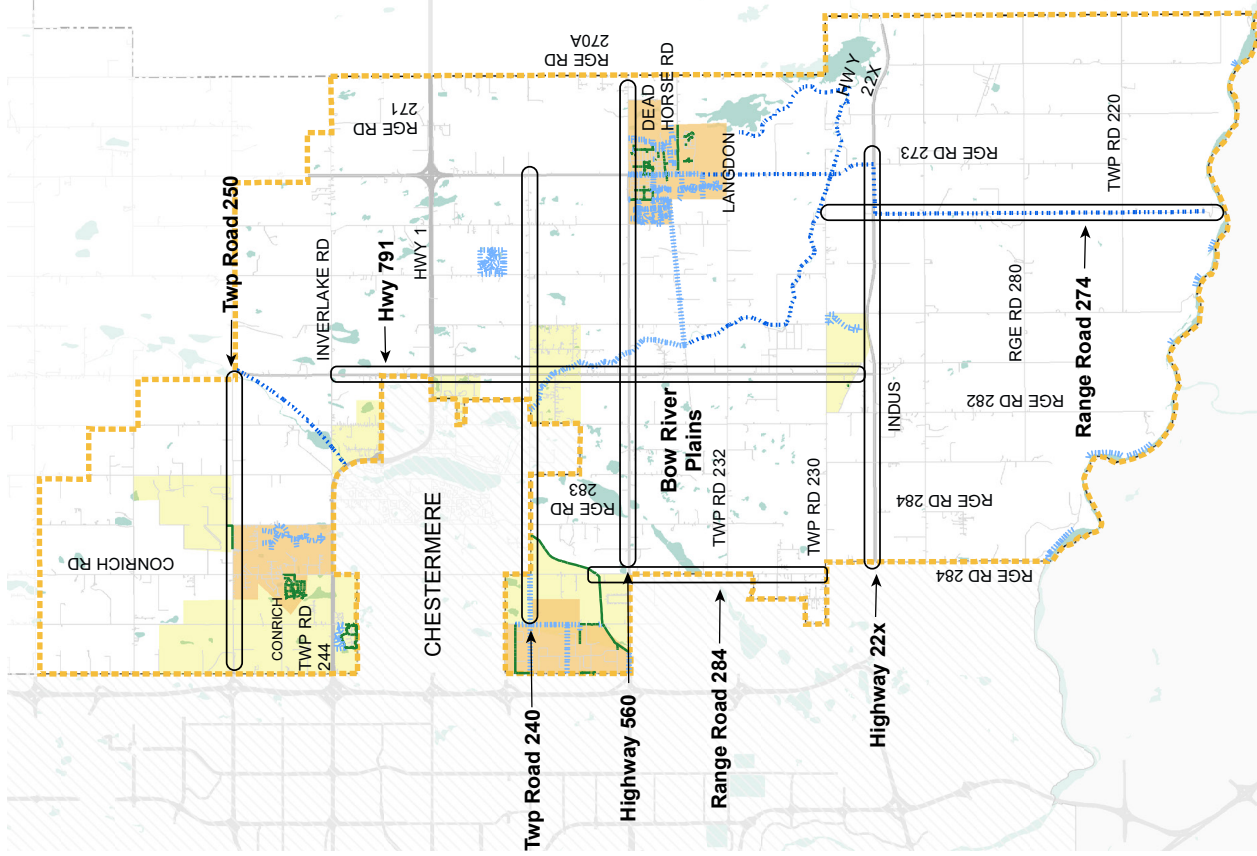 RGE RD
270A
DEAD
HORSE RD
HWY
22X
RGE RD
271
RGE RD 273
TWP RD 220
LANGDON
Twp Road 250
INVERLAKE RD
Hwy 791
HWY 1
RGE RD 280
Range Road 274
RGE RD 282
INDUS
Bow River
Plains
TWP RD 232
TWP RD 230
RGE RD
283
RGE RD 284
CONRICH RD
CHESTERMERE
RGE RD 284
CONRICH
TWP RD
244
Twp Road 240
Highway 560
Range Road 284
Highway 22x